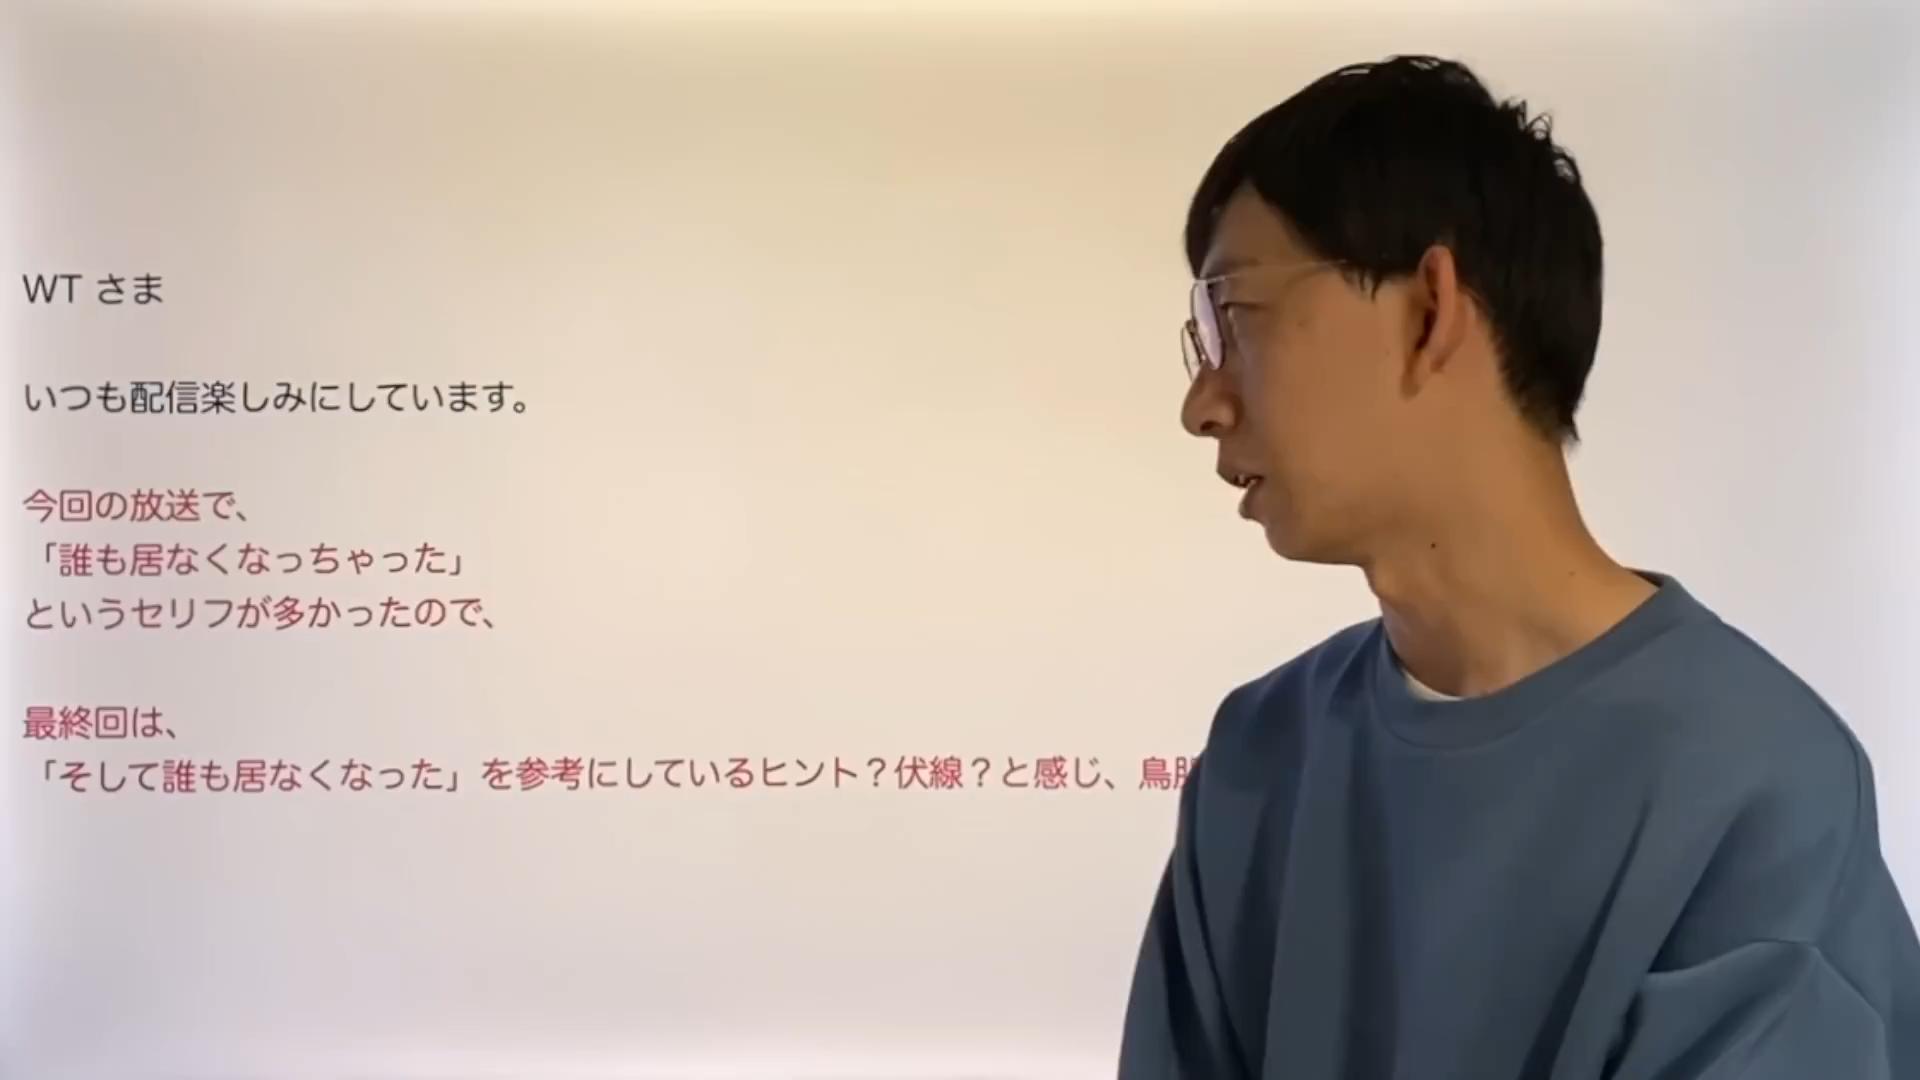 WT さま
いつも配信楽しみにしています。
今回の放送で、
「誰も居なくなっちゃった」
というセリフが多かったので、
最終回は、
「そして誰も居なくなった」を参考にしているヒント？伏線？と感じ、鳥